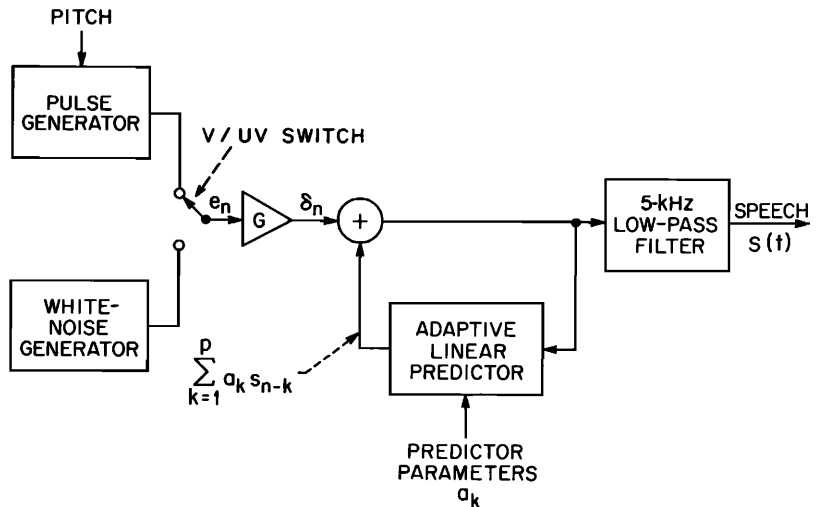 PITCH
PULSE
GENERATOR
V / UV SWITCH
e_n
G
δ_n
+
5-kHz
LOW-PASS
FILTER
SPEECH
S(t)
WHITE-
NOISE
GENERATOR
p
∑ a_k s_{n-k}
k=1
ADAPTIVE
LINEAR
PREDICTOR
PREDICTOR
PARAMETERS
a_k